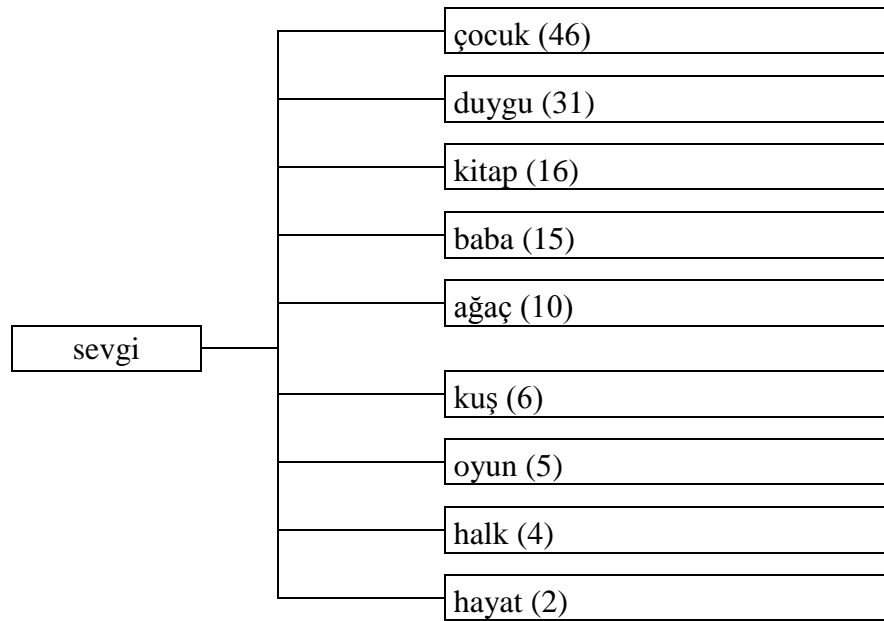 sevgi
çocuk (46)
duygu (31)
kitap (16)
baba (15)
ağaç (10)
kuş (6)
oyun (5)
halk (4)
hayat (2)